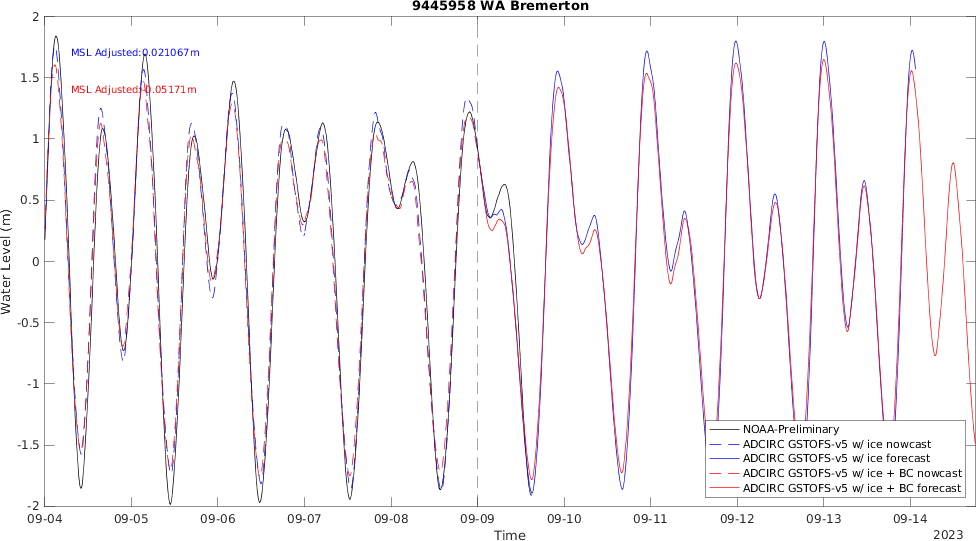 9445958 WA Bremerton
MSL Adjusted:0.021067m
MSL Adjusted:-0.05171m
Water Level (m)
2
1.5
1
0.5
0
-0.5
-1
-1.5
-2
NOAA-Preliminary
ADCIRC GSTOFS-v5 w/ ice nowcast
ADCIRC GSTOFS-v5 w/ ice forecast
ADCIRC GSTOFS-v5 w/ ice + BC nowcast
ADCIRC GSTOFS-v5 w/ ice + BC forecast
09-04 09-05 09-06 09-07 09-08 09-09 09-10 09-11 09-12 09-13 09-14
Time
2023